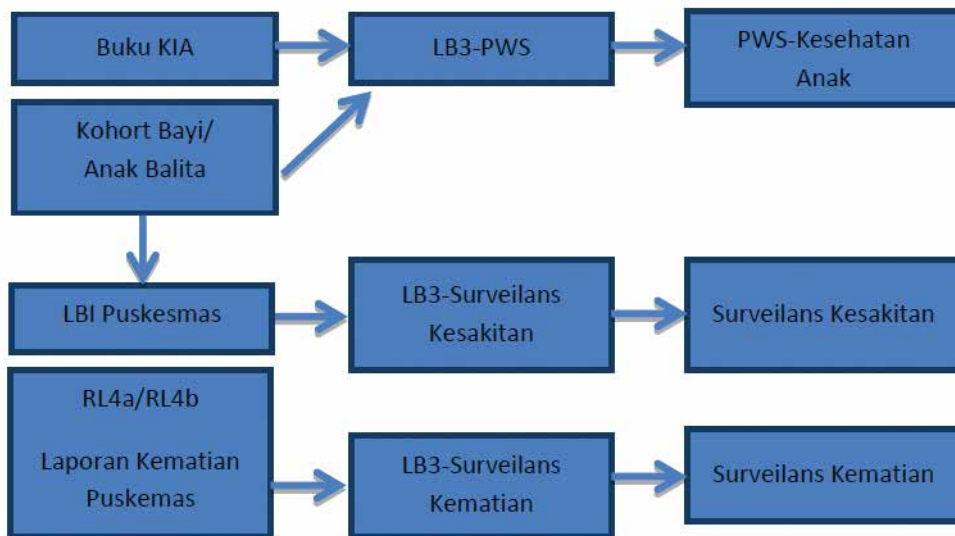 Buku KIA
LB3-PWS
PWS-Kesehatan
Anak
Kohort Bayi/
Anak Balita
LBI Puskesmas
LB3-Surveilans
Kesakitan
Surveilans Kesakitan
RL4a/RL4b
Laporan Kematian
Puskemas
LB3-Surveilans
Kematian
Surveilans Kematian